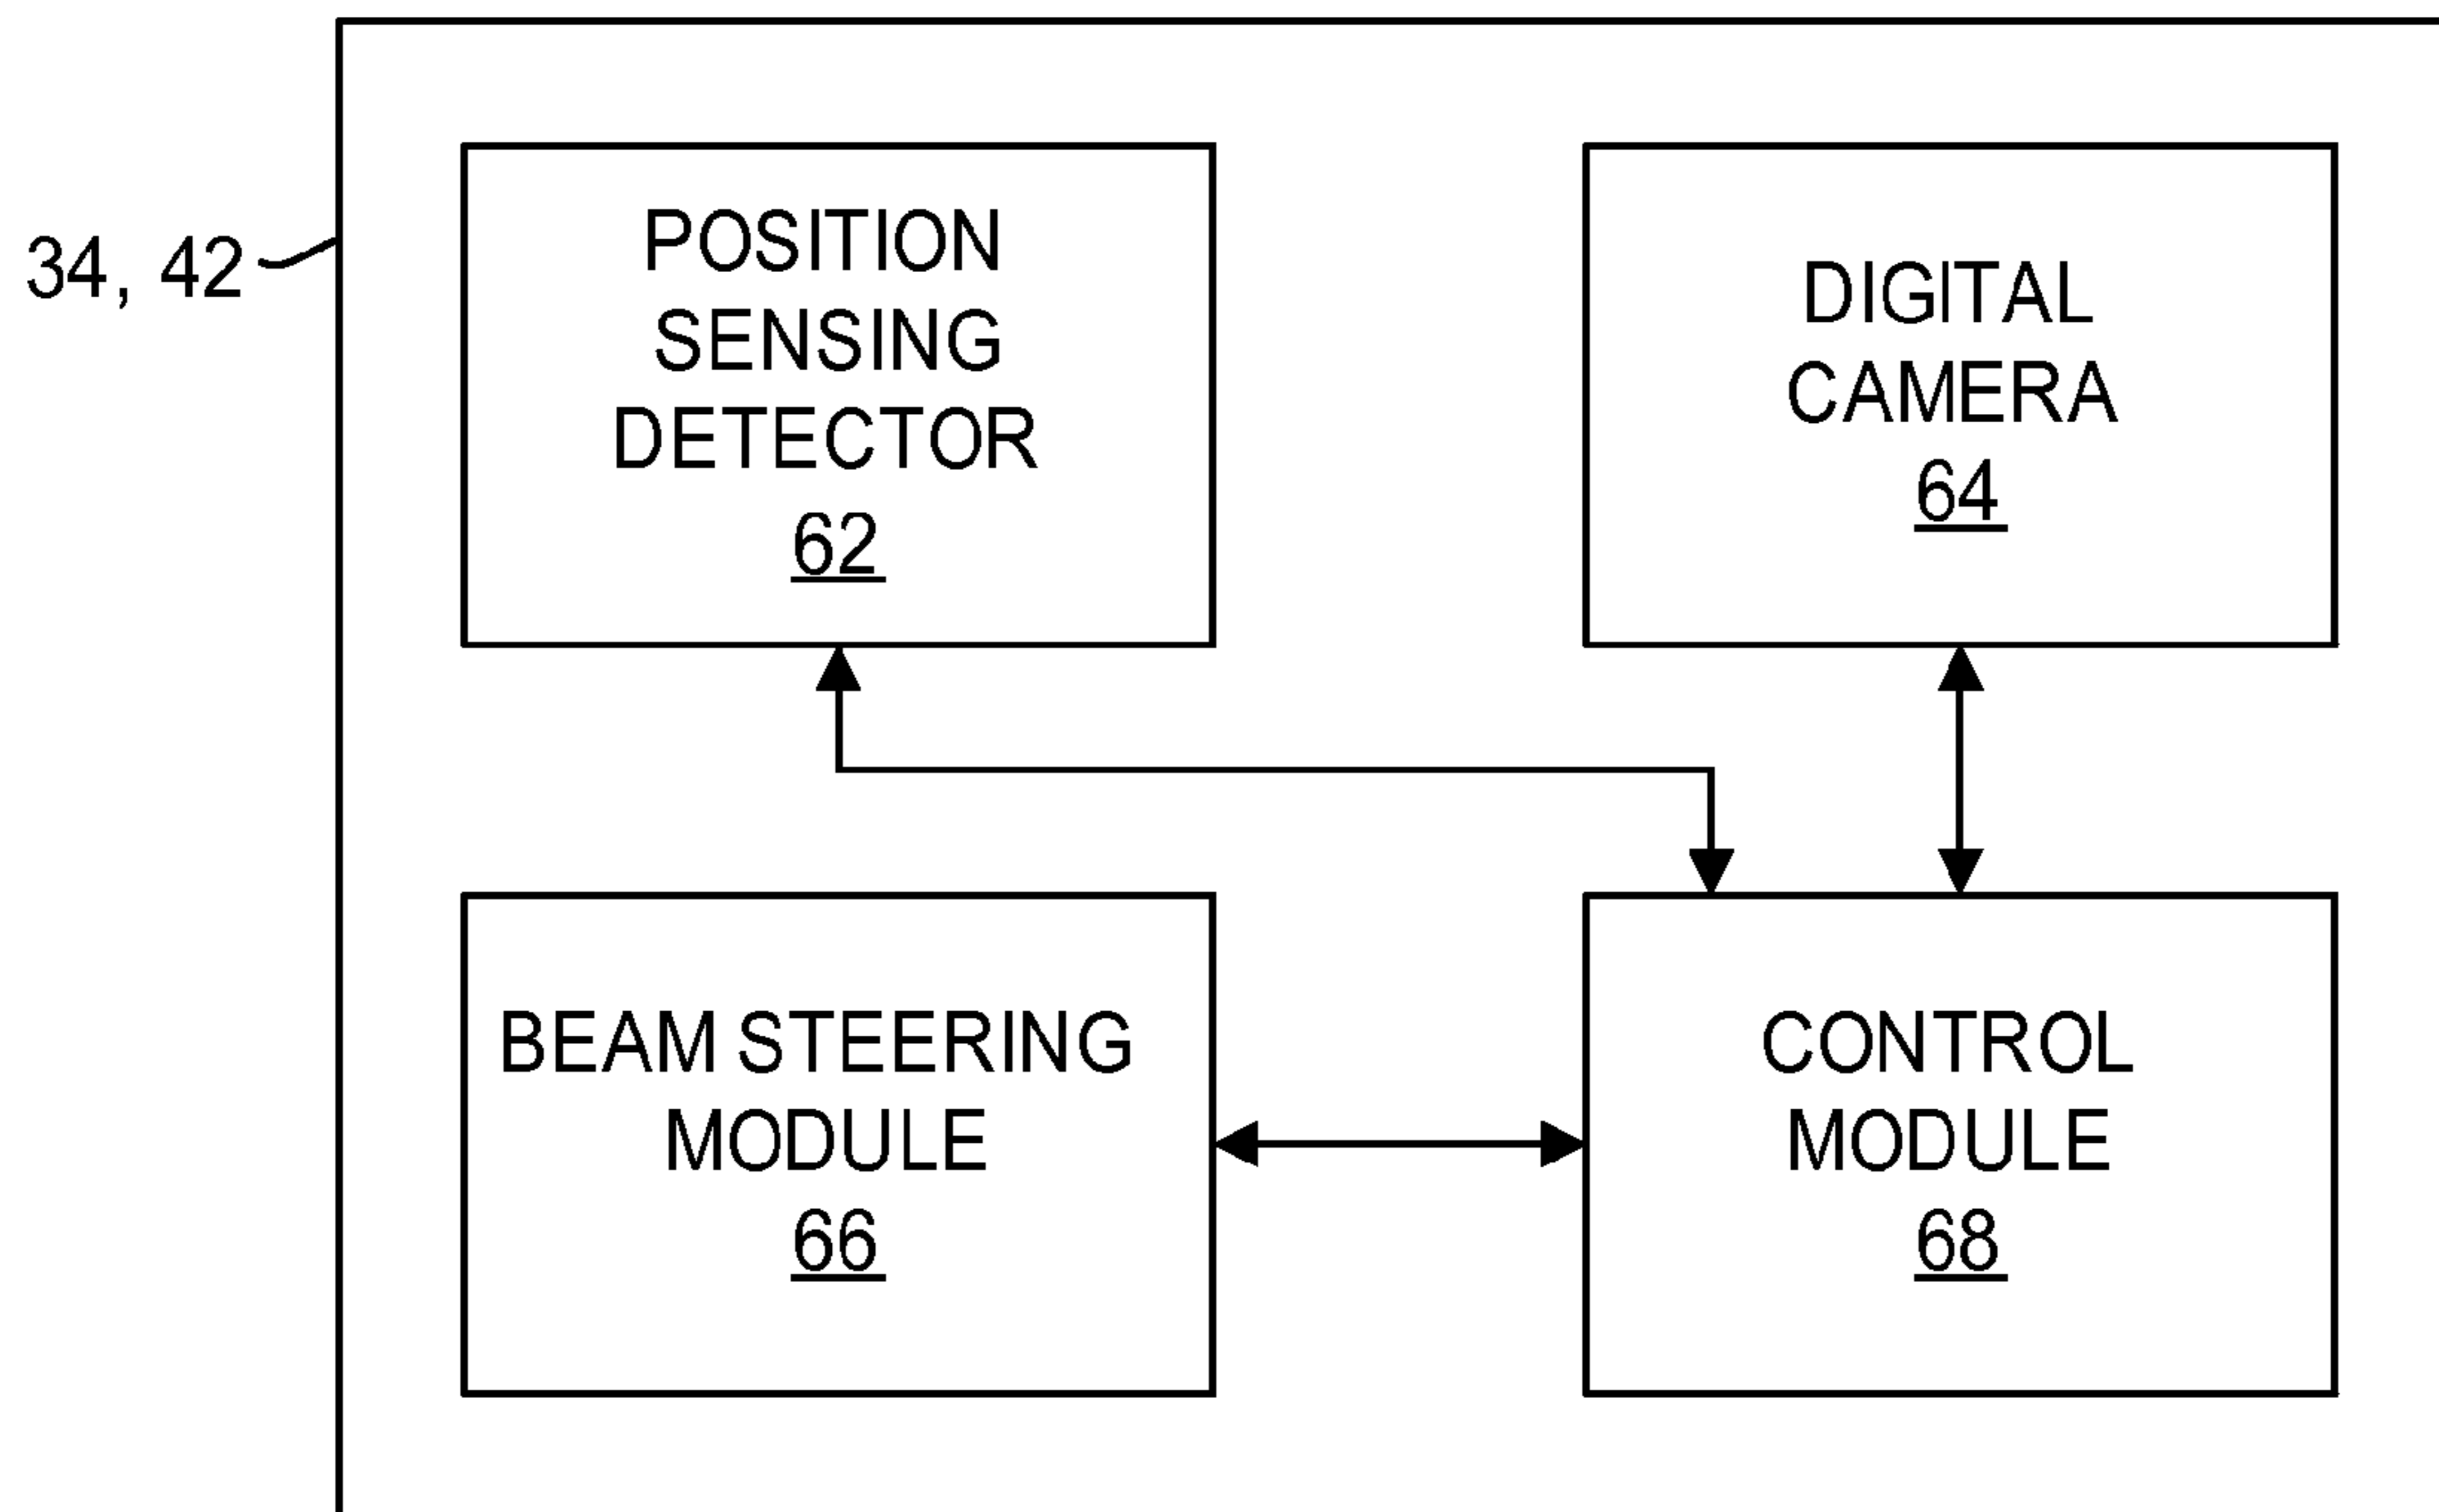 34, 42
POSITION
SENSING
DETECTOR
62
DIGITAL
CAMERA
64
BEAM STEERING
MODULE
66
CONTROL
MODULE
68